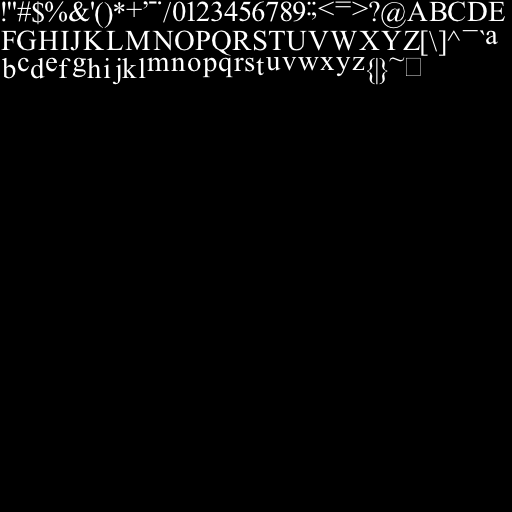 !"#$%&'()*+,-./0123456789:;<=>?@ABCDE
FGHIJKLMNOPQRSTUVWXYZ[\]^_`a
bcdefghijklmnopqrstuvwxyz{|}~□